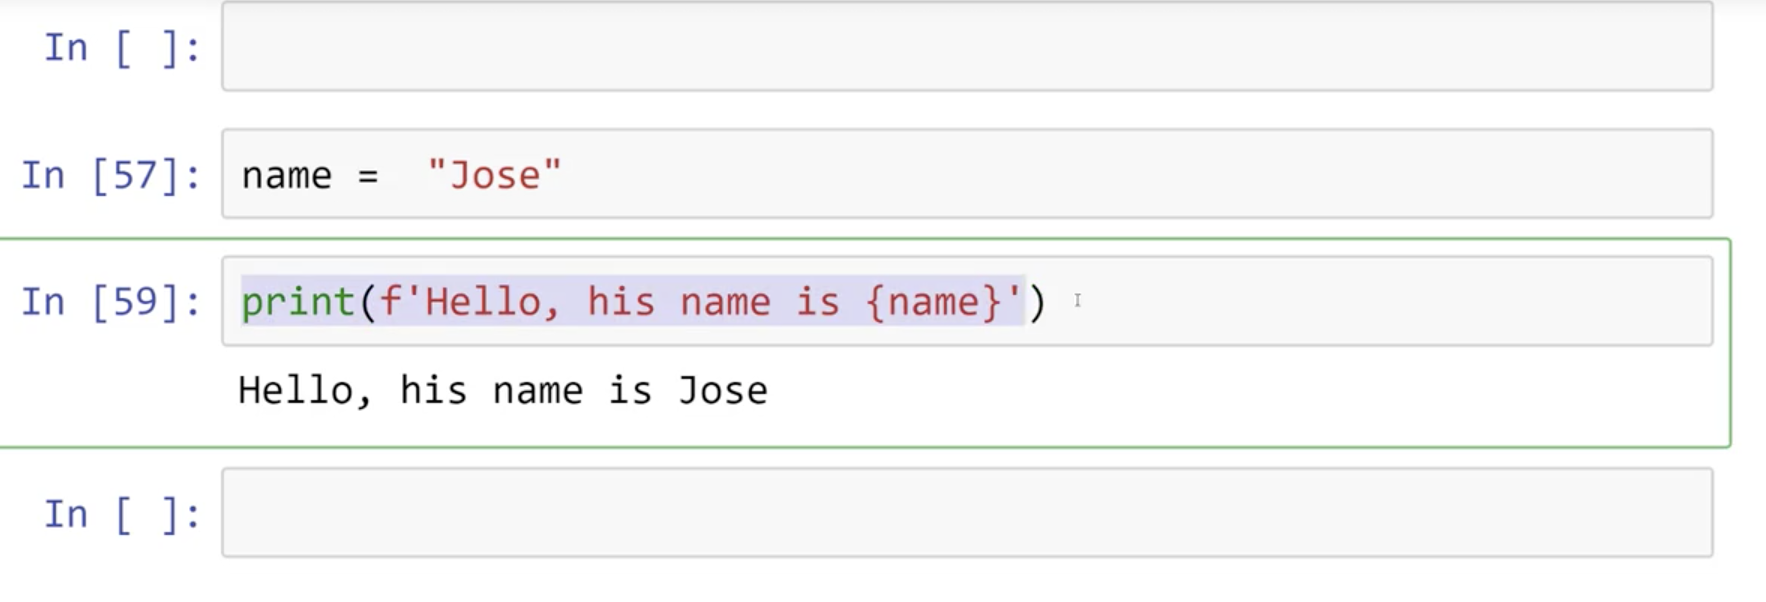 In [ ]:
In [57]: name =  "Jose"
In [59]: print(f'Hello, his name is {name}')
Hello, his name is Jose
In [ ]: